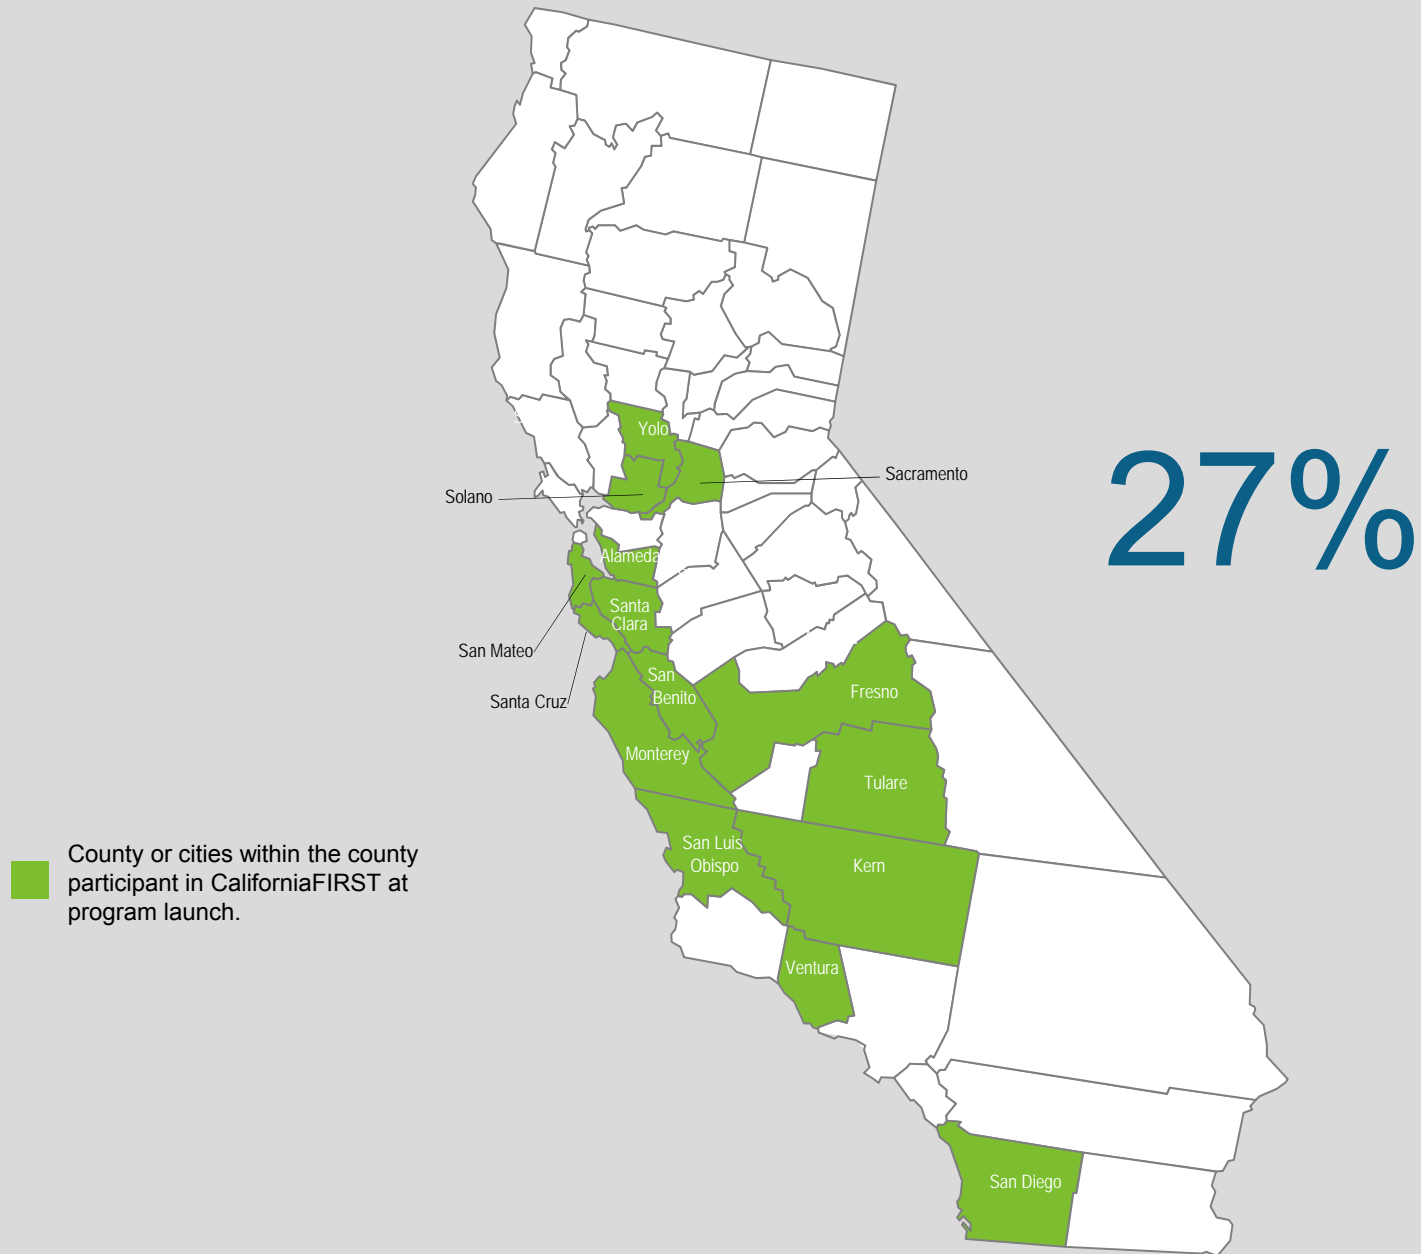 Yolo
Sacramento
27%
Solano
Alameda
Santa
Clara
San Mateo
San
Benito
Santa Cruz
Fresno
Monterey
Tulare
San Luis
Obispo
Kern
County or cities within the county
participant in CaliforniaFIRST at
program launch.
Ventura
San Diego